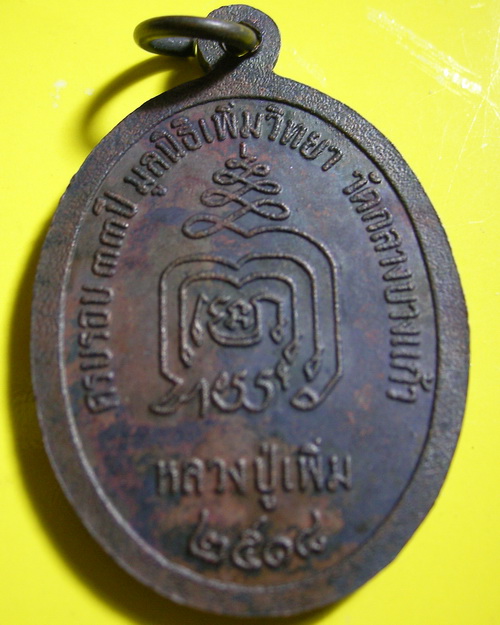 ครบรอบ ๓๓ปี มูลนิธิเพิ่มวิทยา วัดกลางบางแก้ว
หลวงปู่เพิ่ม
๒๕๑๘